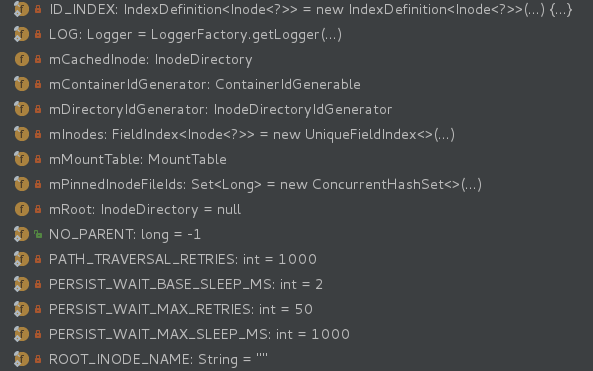 ID_INDEX: IndexDefinition<Inode<?>> = new IndexDefinition<Inode<?>>(...) {...}
LOG: Logger = LoggerFactory.getLogger(...)
mCachedInode: InodeDirectory
mContainerIdGenerator: ContainerIdGenerable
mDirectoryIdGenerator: InodeDirectoryIdGenerator
mInodes: FieldIndex<Inode<?>> = new UniqueFieldIndex<>(...)
mMountTable: MountTable
mPinnedInodeFileIds: Set<Long> = new ConcurrentHashSet<>(...)
mRoot: InodeDirectory = null
NO_PARENT: long = -1
PATH_TRAVERSAL_RETRIES: int = 1000
PERSIST_WAIT_BASE_SLEEP_MS: int = 2
PERSIST_WAIT_MAX_RETRIES: int = 50
PERSIST_WAIT_MAX_SLEEP_MS: int = 1000
ROOT_INODE_NAME: String = ""